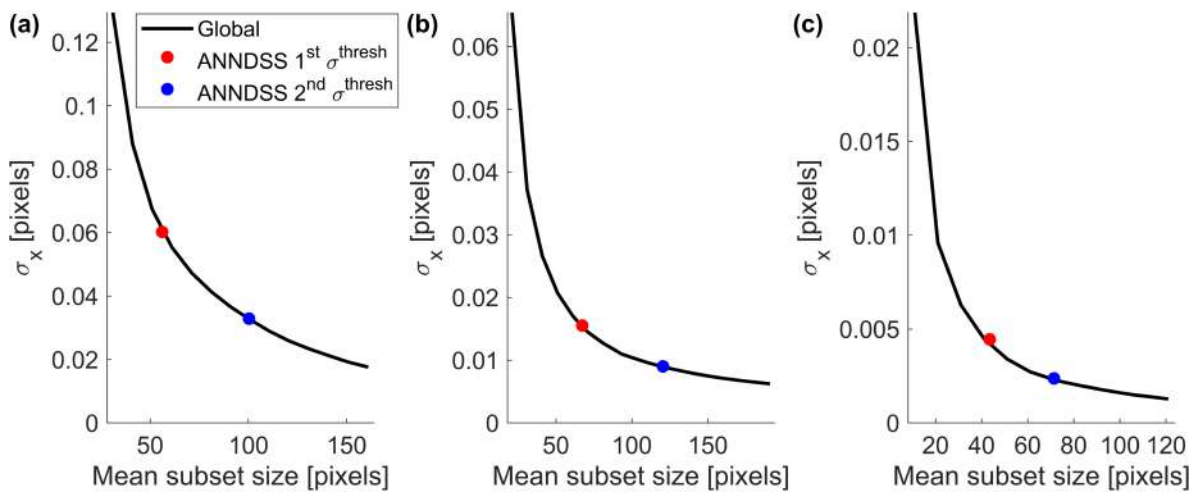 (a)
0.12
0.1
0.08
0.06
0.04
0.02
0
σx [pixels]
50 100 150
Mean subset size [pixels]
Global
ANNDSS 1st σthresh
ANNDSS 2nd σthresh
(b)
0.06
0.05
0.04
0.03
0.02
0.01
0
σx [pixels]
50 100 150
Mean subset size [pixels]
(c)
0.02
0.015
0.01
0.005
0
σx [pixels]
20 40 60 80 100 120
Mean subset size [pixels]